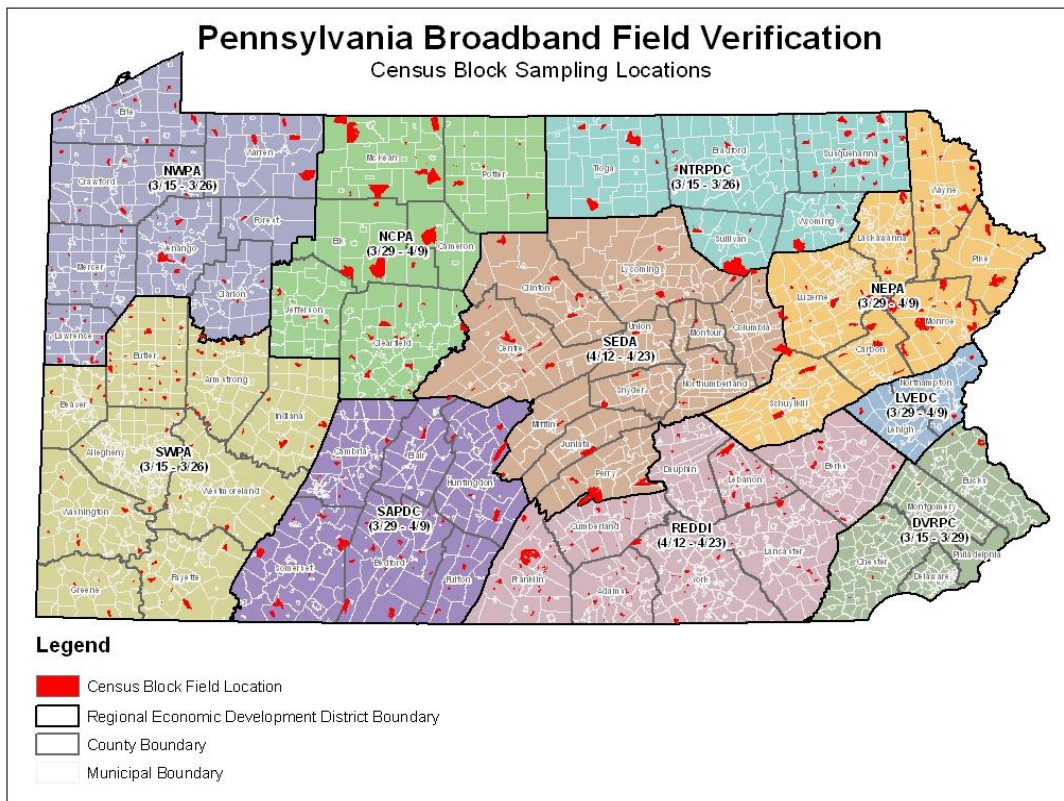 Pennsylvania Broadband Field Verification
Census Block Sampling Locations
Erie
Warren
McKean
Potter
Tioga
Bradford
Susquehanna
Wayne
NWPA
(3/15 - 3/26)
Crawford
NTRPDC
(3/15 - 3/26)
Wyoming
Forest
Elk
Cameron
Sullivan
Lackawanna
Pike
NCPA
(3/29 - 4/9)
Venango
Mercer
Clarion
Jefferson
Clinton
Lycoming
Luzerne
NEPA
(3/29 - 4/9)
Monroe
Lawrence
Clearfield
Centre
Union
Montour
Columbia
SEDA
(4/12 - 4/23)
Carbon
Butler
Armstrong
Snyder
Northumberland
Northampton
LVEDC
(3/29 - 4/9)
Lehigh
Beaver
Indiana
Mifflin
Schuylkill
Allegheny
SWPA
(3/15 - 3/26)
Cambria
Blair
Juniata
Perry
Dauphin
Lebanon
Berks
Bucks
Westmoreland
Huntingdon
Montgomery
Washington
SAPDC
(3/29 - 4/9)
Cumberland
REDDI
(4/12 - 4/23)
Lancaster
DVRPC
(3/15 - 3/29)
Philadelphia
Somerset
Bedford
Fulton
Franklin
Adams
York
Chester
Delaware
Greene
Fayette
Legend
Census Block Field Location
Regional Economic Development District Boundary
County Boundary
Municipal Boundary